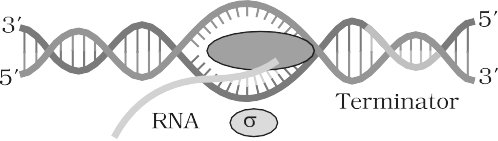 3′
5′
5′
3′
Terminator
RNA
σ